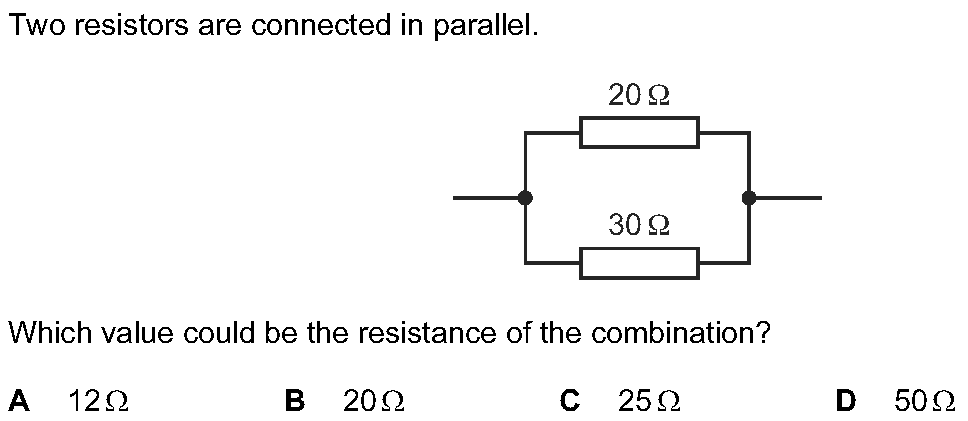 Two resistors are connected in parallel.
20 Ω
30 Ω
Which value could be the resistance of the combination?
A 12 Ω B 20 Ω C 25 Ω D 50 Ω